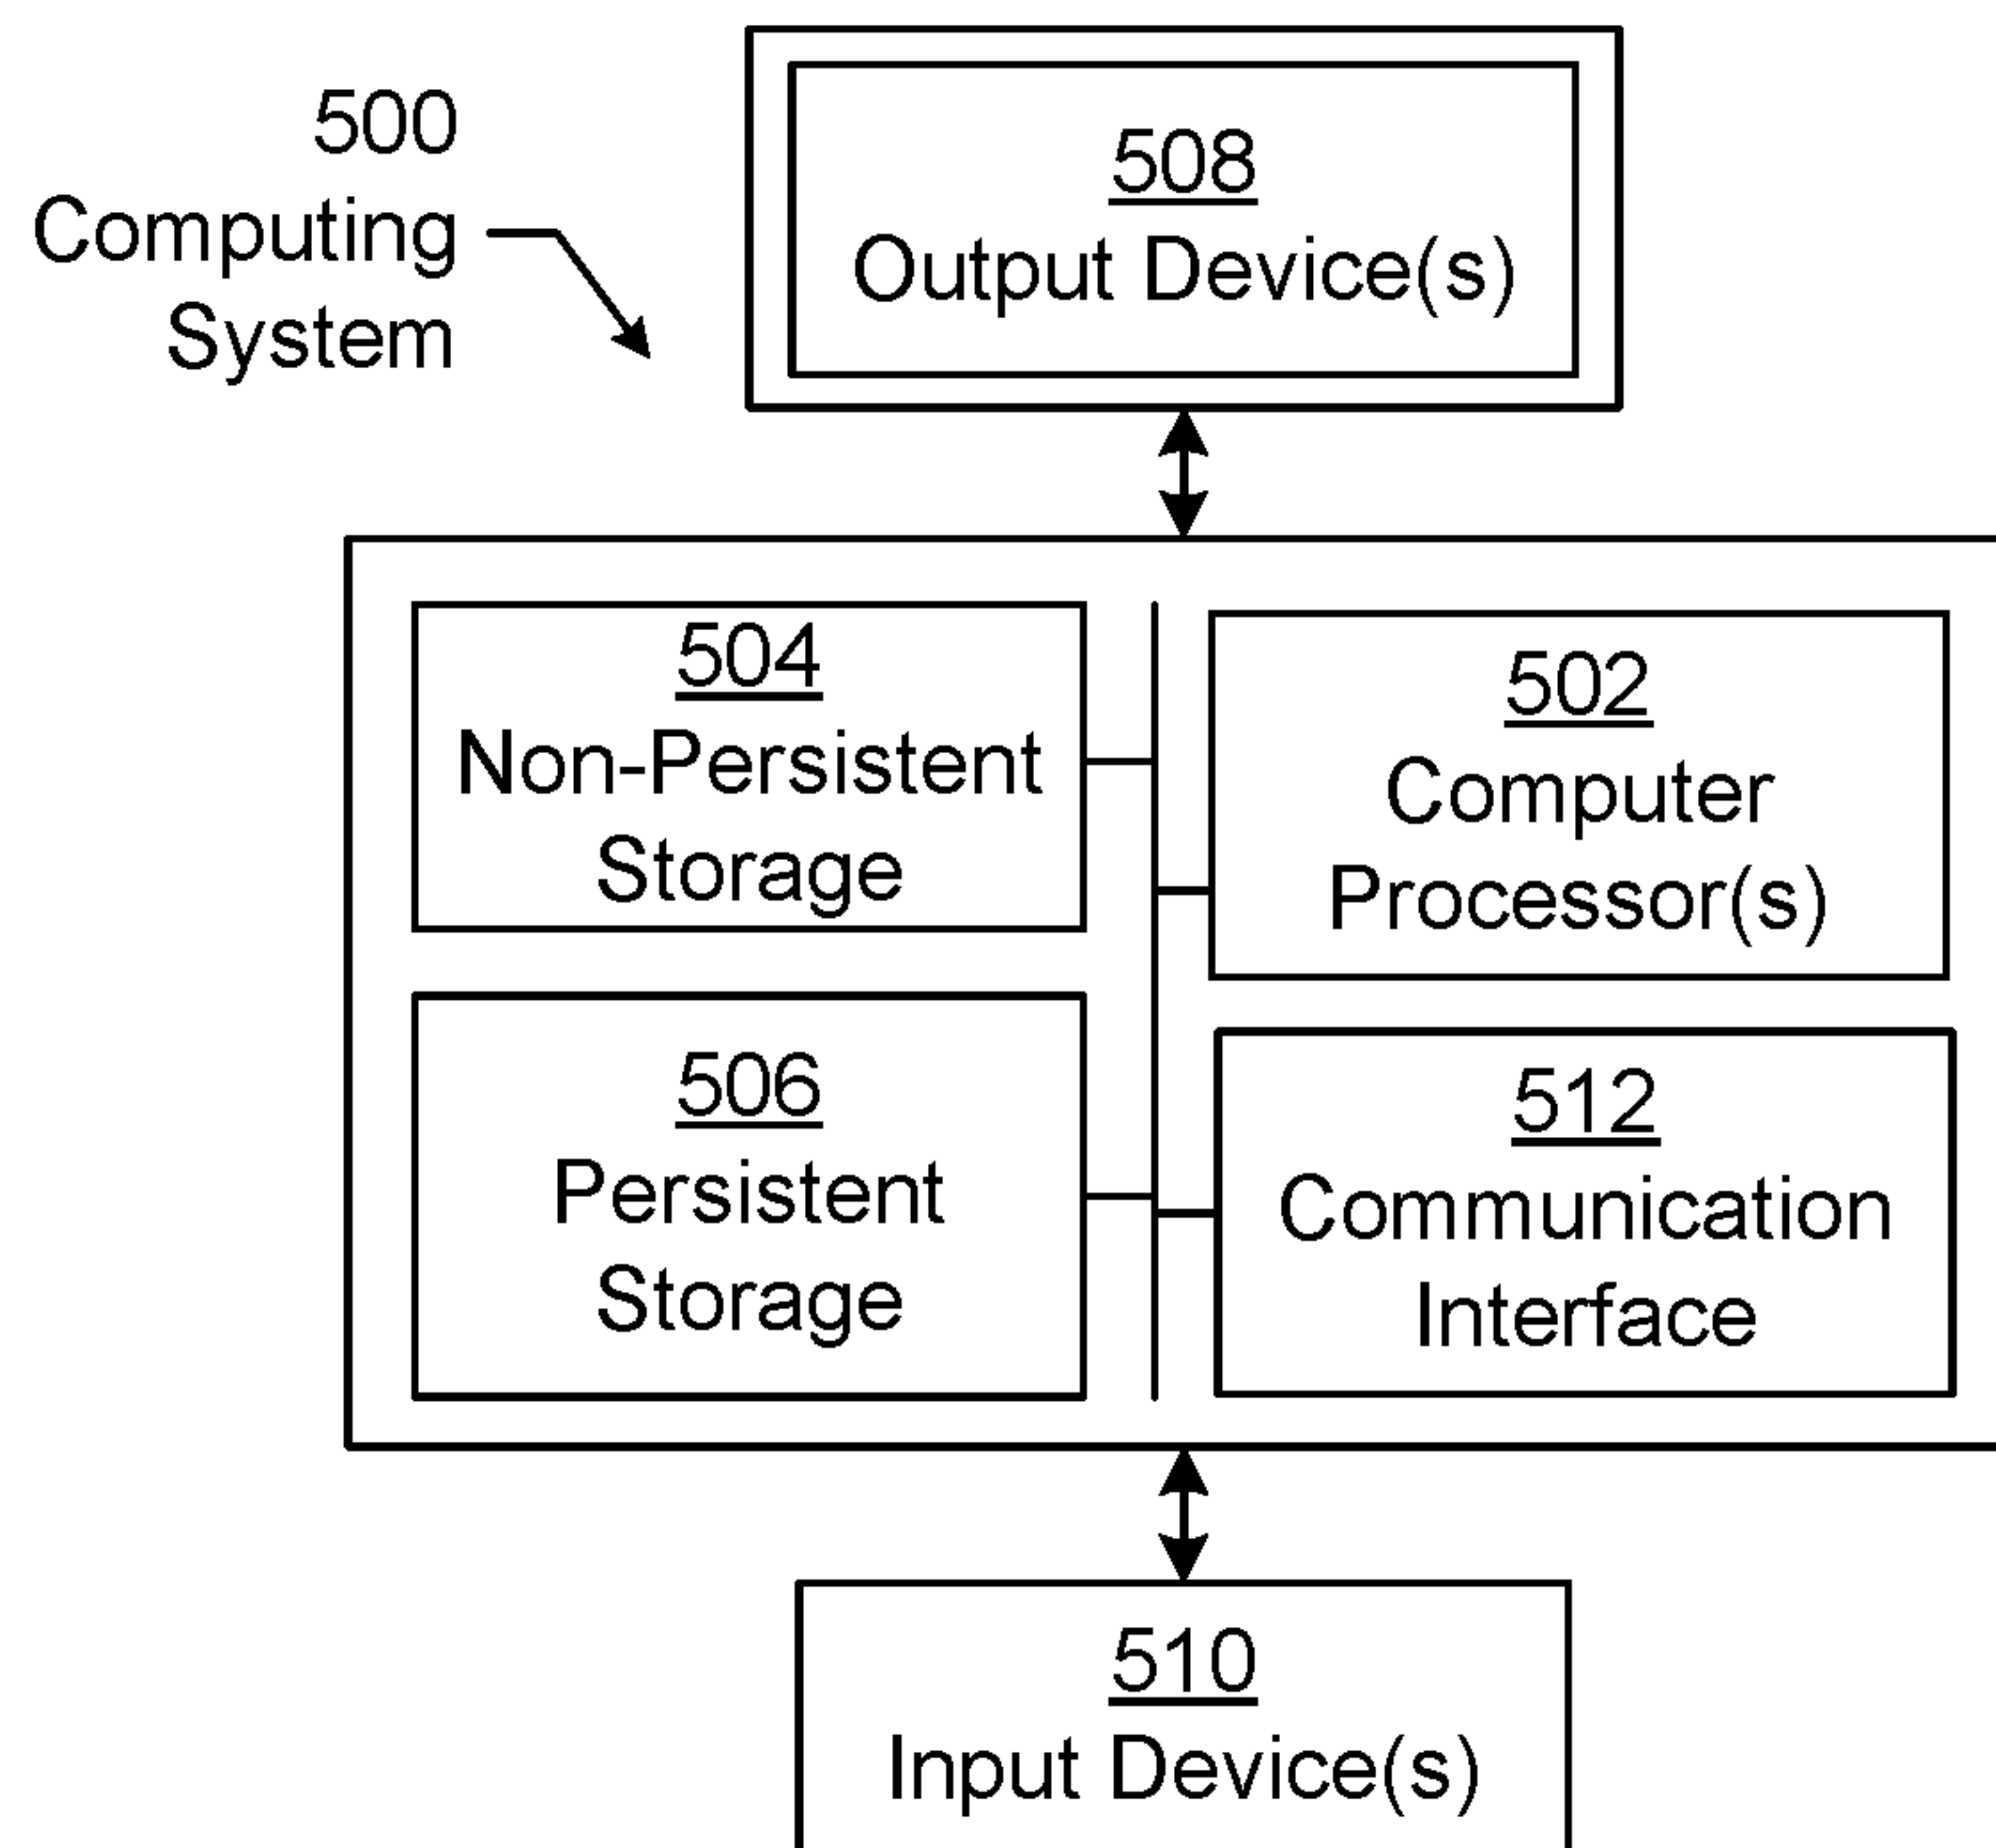 500
Computing
System
508
Output Device(s)
504
Non-Persistent
Storage
502
Computer
Processor(s)
506
Persistent
Storage
512
Communication
Interface
510
Input Device(s)